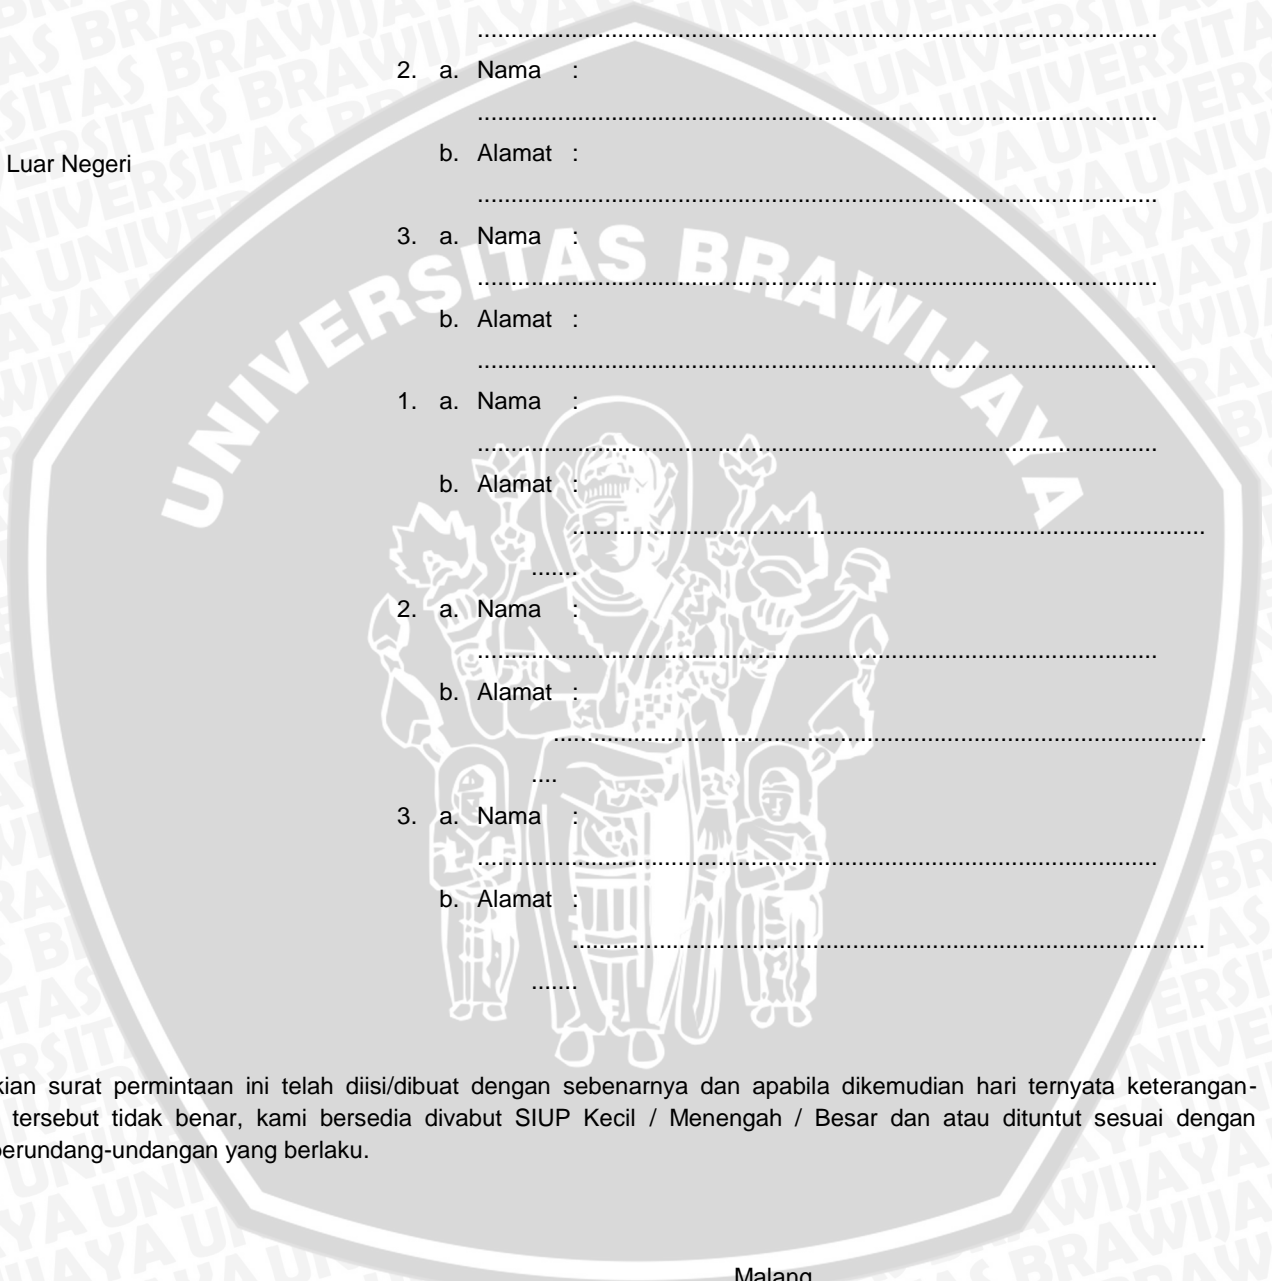 ................................................................................................
2. a. Nama :
................................................................................................
b. Alamat :
Luar Negeri
................................................................................................
3. a. Nama :
................................................................................................
b. Alamat :
................................................................................................
1. a. Nama :
................................................................................................
b. Alamat :
.........................................................................................
.......
2. a. Nama :
................................................................................................
b. Alamat :
............................................................................................
....
3. a. Nama :
................................................................................................
b. Alamat :
.........................................................................................
.......
kian surat permintaan ini telah diisi/dibuat dengan sebenarnya dan apabila dikemudian hari ternyata keterangan-
tersebut tidak benar, kami bersedia divabut SIUP Kecil / Menengah / Besar dan atau dituntut sesuai dengan
perundang-undangan yang berlaku.
Malang
UNIVERSITAS BRAWIJAYA